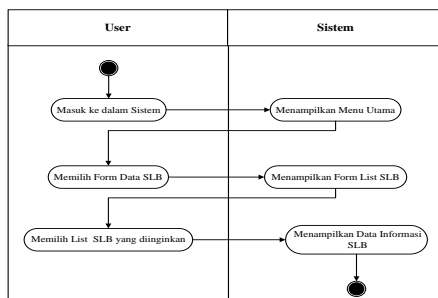 User
Sistem
Masuk ke dalam Sistem
Menampilkan Menu Utama
Memilih Form Data SLB
Menampilkan Form List SLB
Memilih List SLB yang diinginkan
Menampilkan Data Informasi
SLB